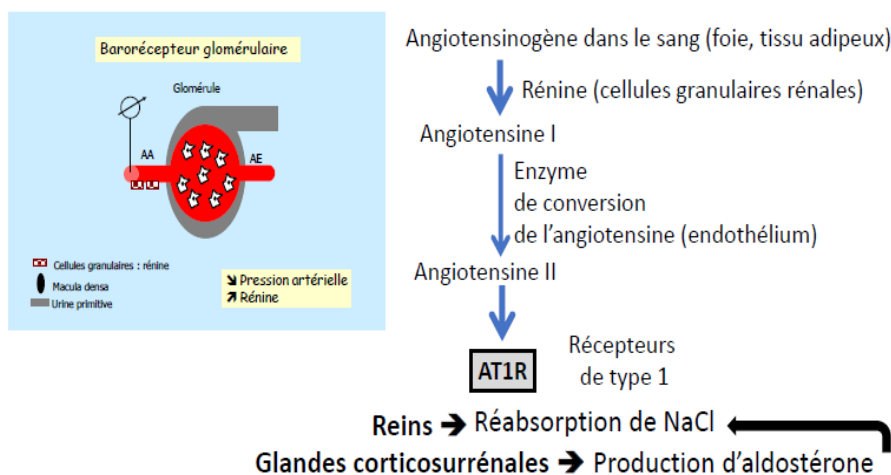 Barorécepteur glomérulaire
Glomérule
AA
AE
Cellules granulaires : rénine
Macula densa
Urine primitive
↘ Pression artérielle
↗ Rénine
Angiotensinogène dans le sang (foie, tissu adipeux)
Rénine (cellules granulaires rénales)
Angiotensine I
Enzyme
de conversion
de l'angiotensine (endothélium)
Angiotensine II
AT1R
Récepteurs
de type 1
Reins ➔ Réabsorption de NaCl
Glandes corticosurrénales ➔ Production d'aldostérone